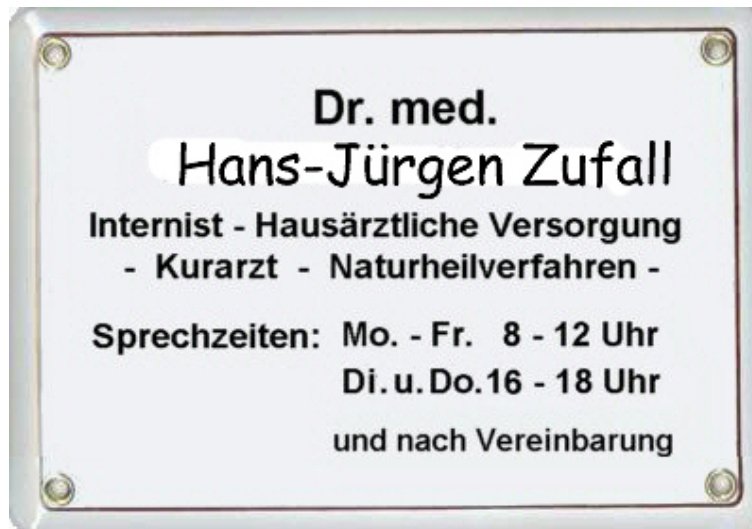 Dr. med.
Hans-Jürgen Zufall
Internist - Hausärztliche Versorgung
- Kurarzt - Naturheilverfahren -
Sprechzeiten: Mo. - Fr. 8 - 12 Uhr
Di. u. Do. 16 - 18 Uhr
und nach Vereinbarung